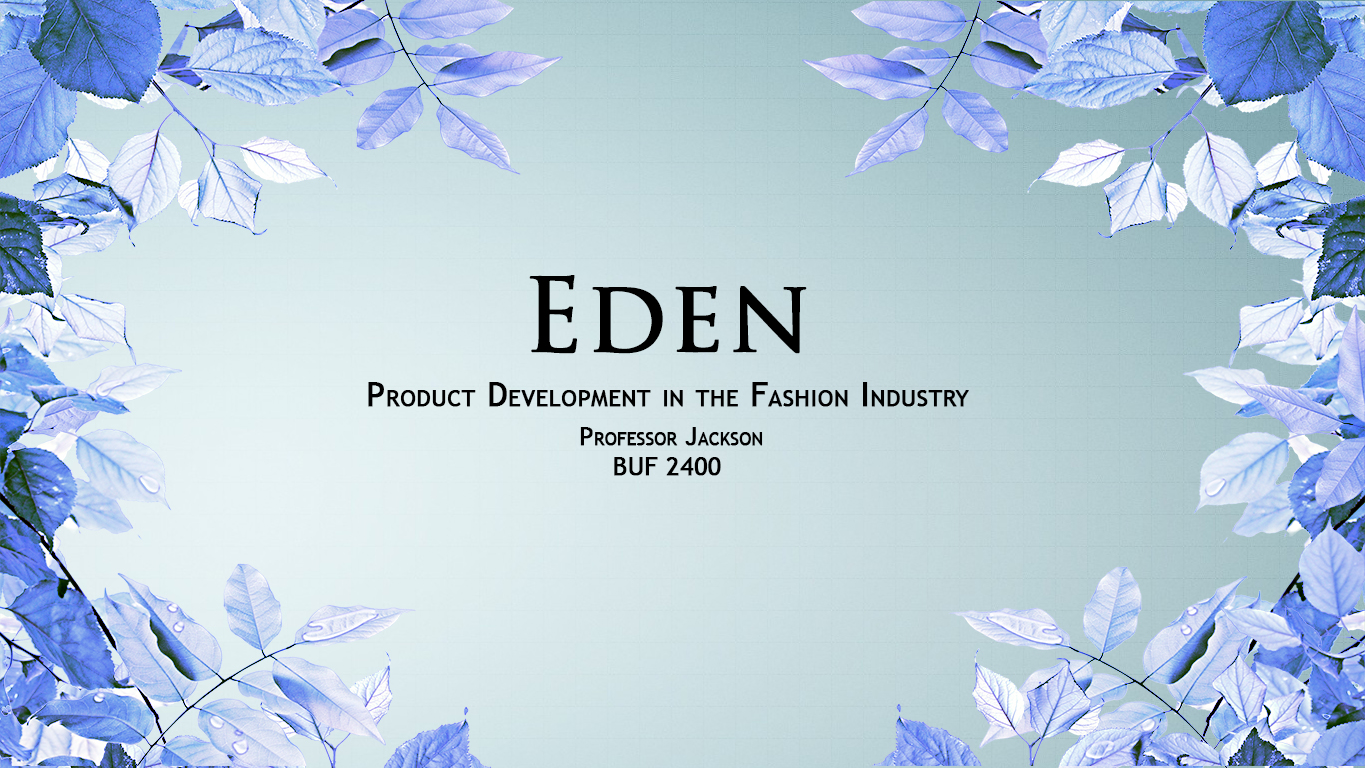 Eden
Product Development in the Fashion Industry
Professor Jackson
BUF 2400